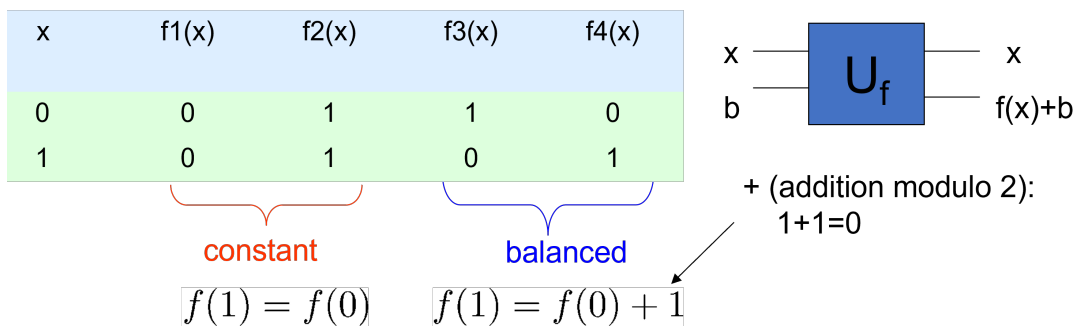 x f1(x) f2(x) f3(x) f4(x)
0 0 1 1 0
1 0 1 0 1
constant balanced
f(1) = f(0) f(1) = f(0) + 1
x U_f x
b f(x)+b
+ (addition modulo 2):
1+1=0